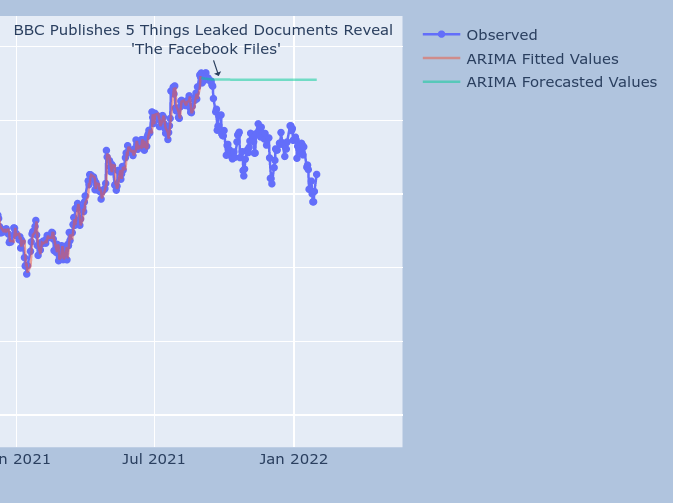 BBC Publishes 5 Things Leaked Documents Reveal
'The Facebook Files'
Observed
ARIMA Fitted Values
ARIMA Forecasted Values
n 2021
Jul 2021
Jan 2022